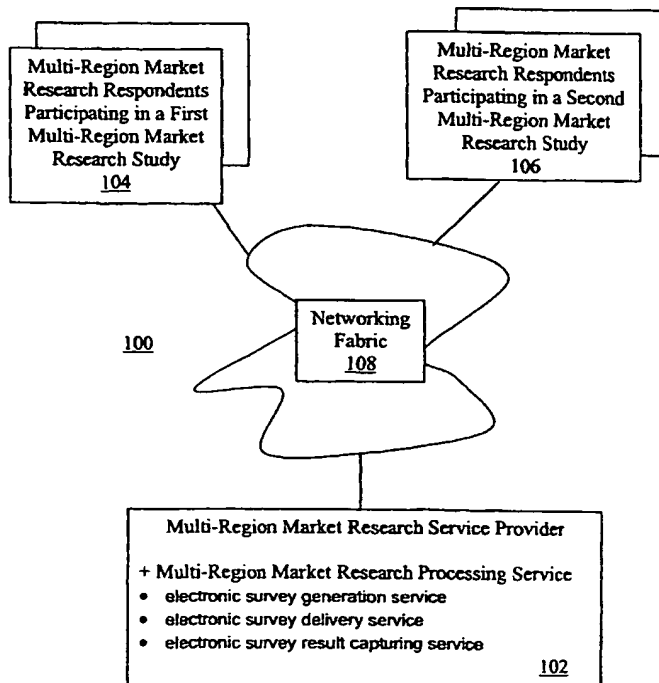 Multi-Region Market
Research Respondents
Participating in a First
Multi-Region Market
Research Study
104
Multi-Region Market
Research Respondents
Participating in a Second
Multi-Region Market
Research Study
106
Networking
Fabric
108
100
Multi-Region Market Research Service Provider
+ Multi-Region Market Research Processing Service
• electronic survey generation service
• electronic survey delivery service
• electronic survey result capturing service
102